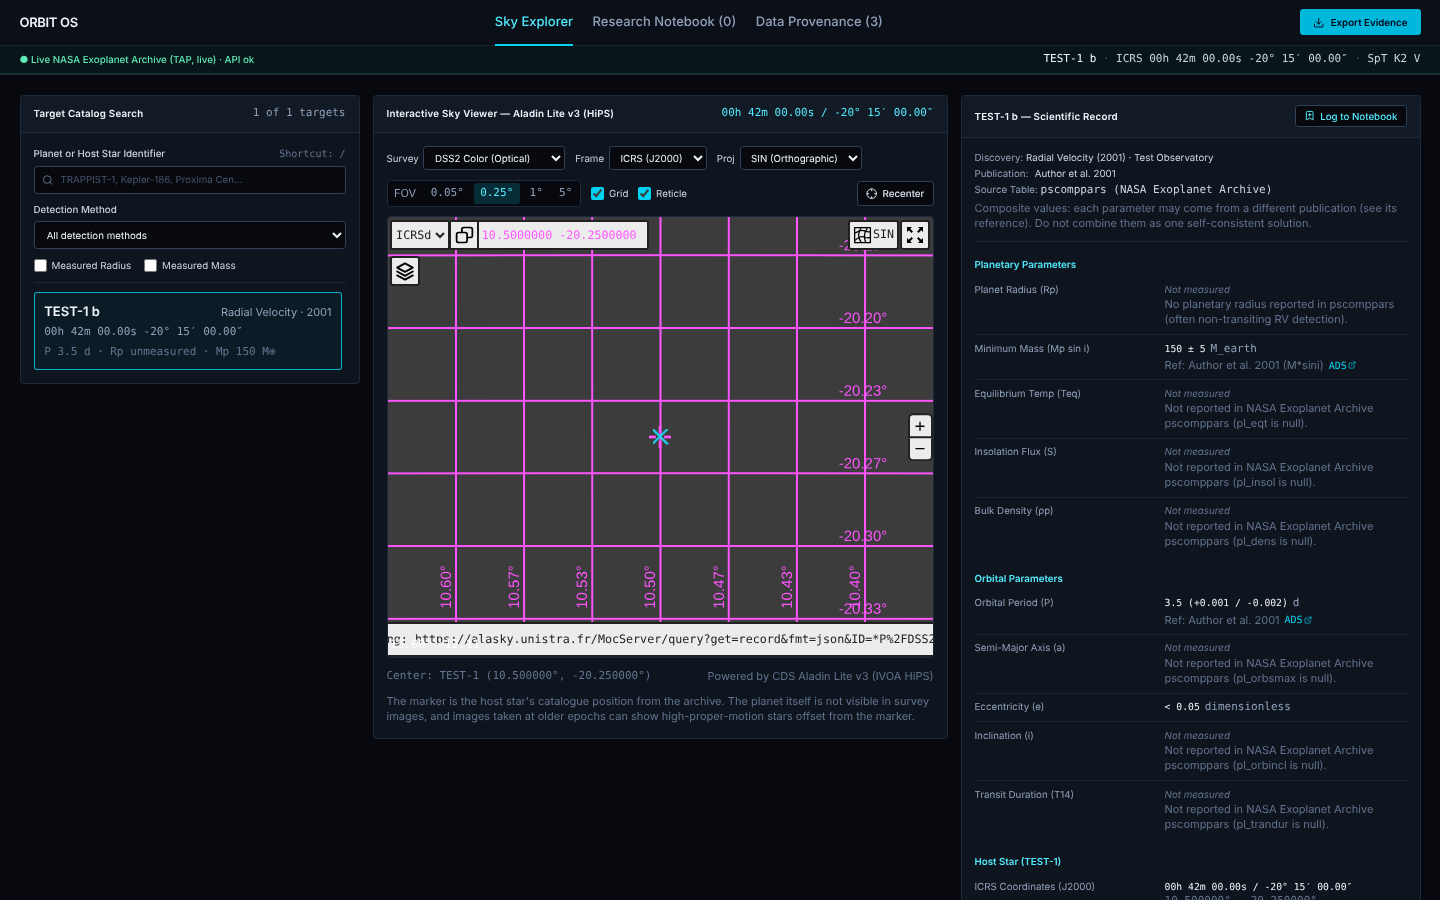 ORBIT OS
Sky Explorer
Research Notebook (0)
Data Provenance (3)
Export Evidence
Live NASA Exoplanet Archive (TAP, live) · API ok
TEST-1 b · ICRS 00h 42m 00.00s -20° 15′ 00.00″ · SpT K2 V
Target Catalog Search
1 of 1 targets
Planet or Host Star Identifier
Shortcut: /
TRAPPIST-1, Kepler-186, Proxima Cen...
Detection Method
All detection methods
Measured Radius
Measured Mass
TEST-1 b
Radial Velocity · 2001
00h 42m 00.00s -20° 15′ 00.00″
P 3.5 d · Rp unmeasured · Mp 150 M⊕
Interactive Sky Viewer — Aladin Lite v3 (HiPS)
00h 42m 00.00s / -20° 15′ 00.00″
Survey
DSS2 Color (Optical)
Frame
ICRS (J2000)
Proj
SIN (Orthographic)
FOV
0.05°
0.25°
1°
5°
Grid
Reticle
Recenter
ICRSd
10.5000000 -20.2500000
SIN
-20.20°
-20.23°
-20.27°
-20.30°
-20.33°
10.60°
10.57°
10.53°
10.50°
10.47°
10.43°
10.40°
+
−
ng: https://alasky.unistra.fr/MocServer/query?get=record&fmt=json&ID=*P%2FDSS2
Center: TEST-1 (10.500000°, -20.250000°)
Powered by CDS Aladin Lite v3 (IVOA HiPS)
The marker is the host star's catalogue position from the archive. The planet itself is not visible in survey
images, and images taken at older epochs can show high-proper-motion stars offset from the marker.
TEST-1 b — Scientific Record
Log to Notebook
Discovery: Radial Velocity (2001) · Test Observatory
Publication: Author et al. 2001
Source Table: pscomppars (NASA Exoplanet Archive)
Composite values: each parameter may come from a different publication (see its
reference). Do not combine them as one self-consistent solution.
Planetary Parameters
Planet Radius (Rp)
Not measured
No planetary radius reported in pscomppars
(often non-transiting RV detection).
Minimum Mass (Mp sin i)
150 ± 5 M_earth
Ref: Author et al. 2001 (M*sini) ADS
Equilibrium Temp (Teq)
Not measured
Not reported in NASA Exoplanet Archive
pscomppars (pl_eqt is null).
Insolation Flux (S)
Not measured
Not reported in NASA Exoplanet Archive
pscomppars (pl_insol is null).
Bulk Density (ρp)
Not measured
Not reported in NASA Exoplanet Archive
pscomppars (pl_dens is null).
Orbital Parameters
Orbital Period (P)
3.5 (+0.001 / -0.002) d
Ref: Author et al. 2001 ADS
Semi-Major Axis (a)
Not measured
Not reported in NASA Exoplanet Archive
pscomppars (pl_orbsmax is null).
Eccentricity (e)
< 0.05 dimensionless
Inclination (i)
Not measured
Not reported in NASA Exoplanet Archive
pscomppars (pl_orbincl is null).
Transit Duration (T14)
Not measured
Not reported in NASA Exoplanet Archive
pscomppars (pl_trandur is null).
Host Star (TEST-1)
ICRS Coordinates (J2000)
00h 42m 00.00s / -20° 15′ 00.00″